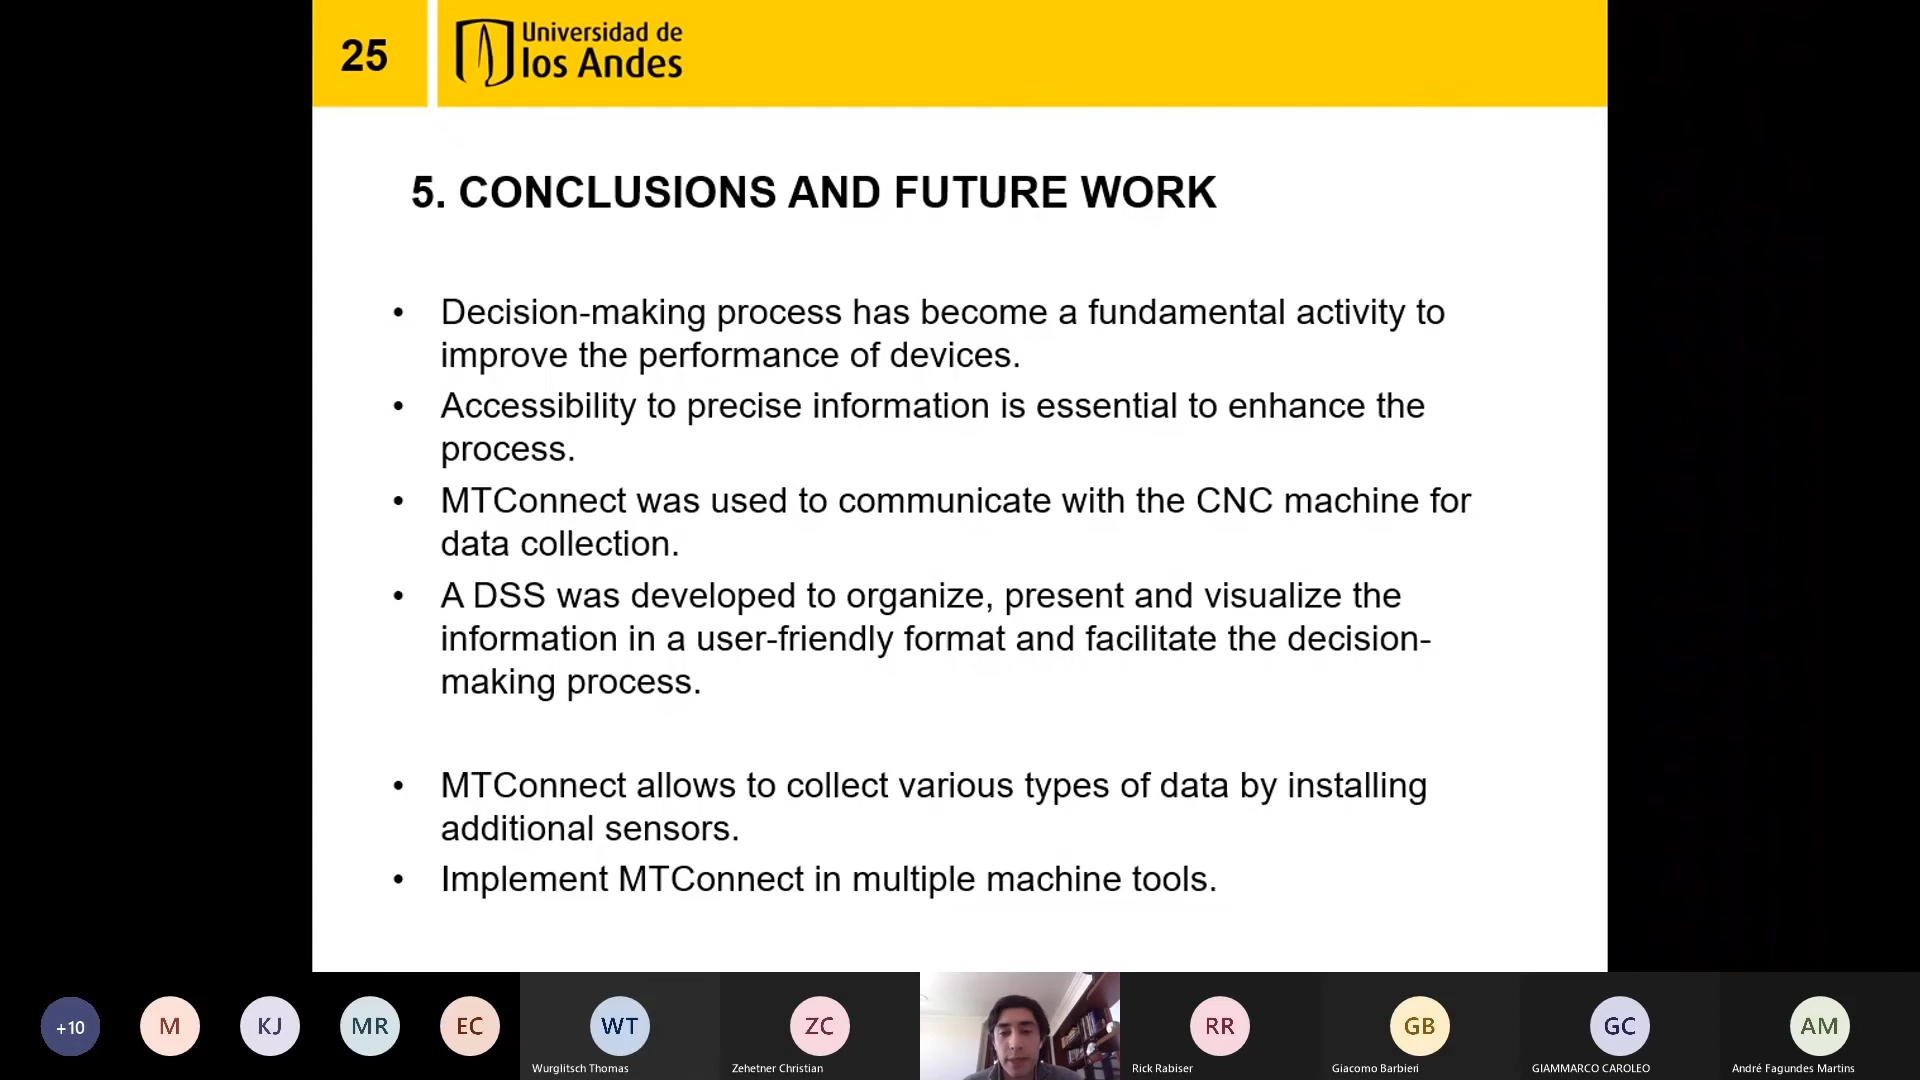 25
Universidad de
los Andes
5. CONCLUSIONS AND FUTURE WORK
• Decision-making process has become a fundamental activity to
improve the performance of devices.
• Accessibility to precise information is essential to enhance the
process.
• MTConnect was used to communicate with the CNC machine for
data collection.
• A DSS was developed to organize, present and visualize the
information in a user-friendly format and facilitate the decision-
making process.
• MTConnect allows to collect various types of data by installing
additional sensors.
• Implement MTConnect in multiple machine tools.
+10
M
KJ
MR
EC
WT
Wurglitsch Thomas
ZC
Zehetner Christian
RR
Rick Rabiser
GB
Giacomo Barbieri
GC
GIAMMARCO CAROLEO
AM
André Fagundes Martins